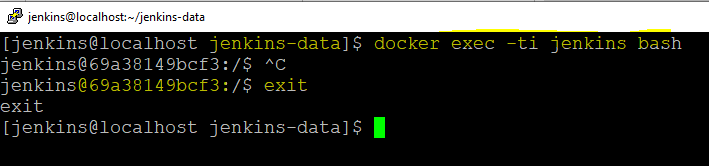 jenkins@localhost:~/jenkins-data
[jenkins@localhost jenkins-data]$ docker exec -ti jenkins bash
jenkins@69a38149bcf3:/$ ^C
jenkins@69a38149bcf3:/$ exit
exit
[jenkins@localhost jenkins-data]$